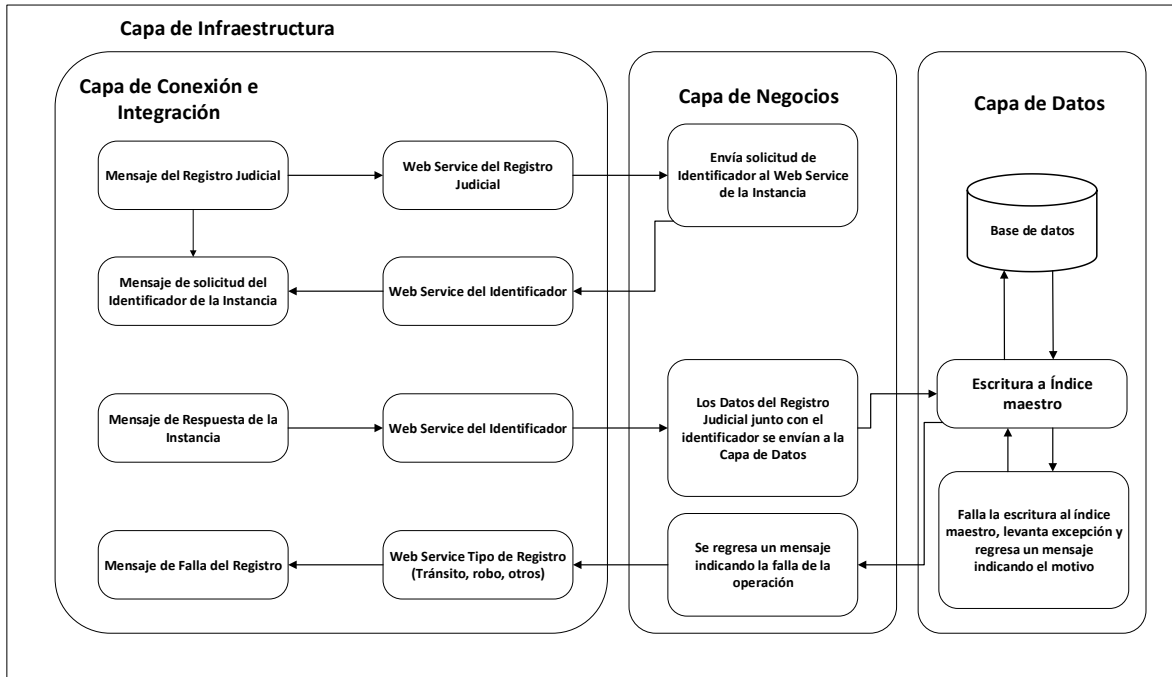 Capa de Infraestructura
Capa de Conexión e
Integración
Mensaje del Registro Judicial
Web Service del Registro
Judicial
Mensaje de solicitud del
Identificador de la Instancia
Web Service del Identificador
Mensaje de Respuesta de la
Instancia
Web Service del Identificador
Mensaje de Falla del Registro
Web Service Tipo de Registro
(Tránsito, robo, otros)
Capa de Negocios
Envía solicitud de
Identificador al Web Service
de la Instancia
Los Datos del Registro
Judicial junto con el
identificador se envían a la
Capa de Datos
Se regresa un mensaje
indicando la falla de la
operación
Capa de Datos
Base de datos
Escritura a Índice
maestro
Falla la escritura al índice
maestro, levanta excepción y
regresa un mensaje
indicando el motivo